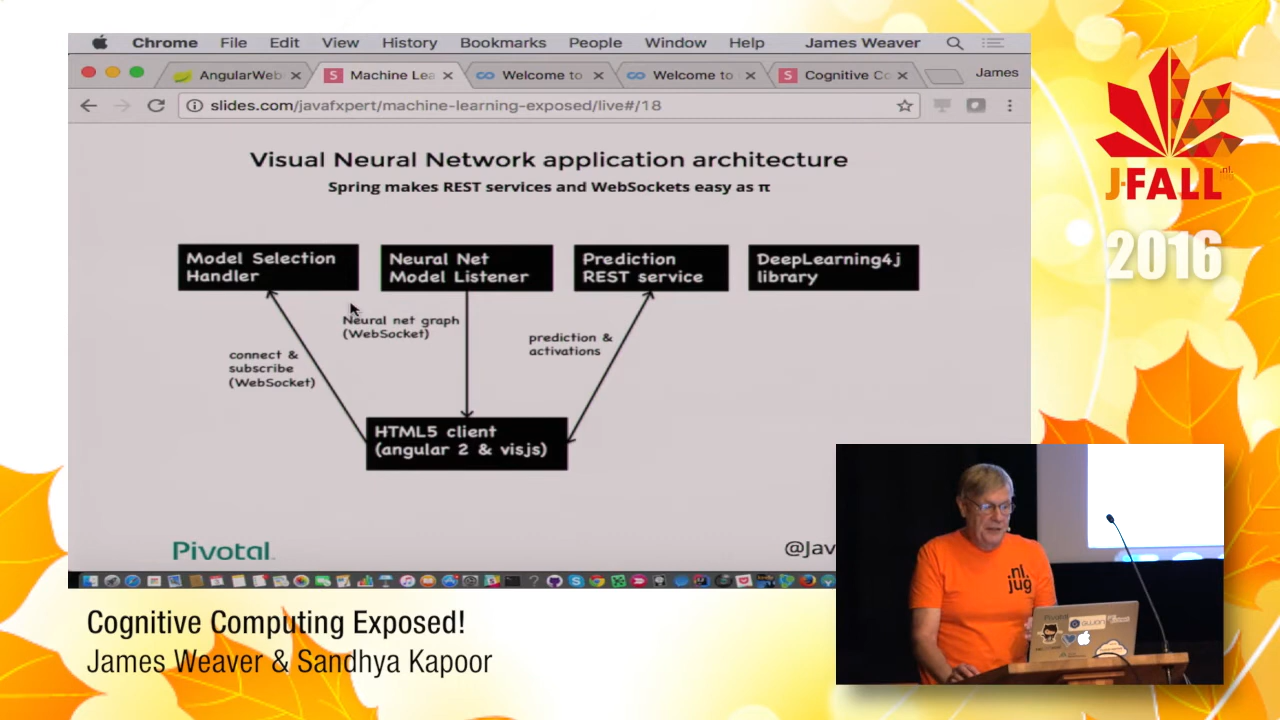 Chrome File Edit View History Bookmarks People Window Help James Weaver
AngularWeb
Machine Lea
Welcome to
Welcome to
Cognitive Co
James
slides.com/javafxpert/machine-learning-exposed/live#/18
Visual Neural Network application architecture
Spring makes REST services and WebSockets easy as π
Model Selection
Handler
Neural Net
Model Listener
Prediction
REST service
DeepLearning4j
library
Neural net graph
(WebSocket)
prediction &
activations
connect &
subscribe
(WebSocket)
HTML5 client
(angular 2 & visjs)
Pivotal
@Jav
J-FALL
.nl
2016
.nl
jug
Pivotal
Cognitive Computing Exposed!
James Weaver & Sandhya Kapoor